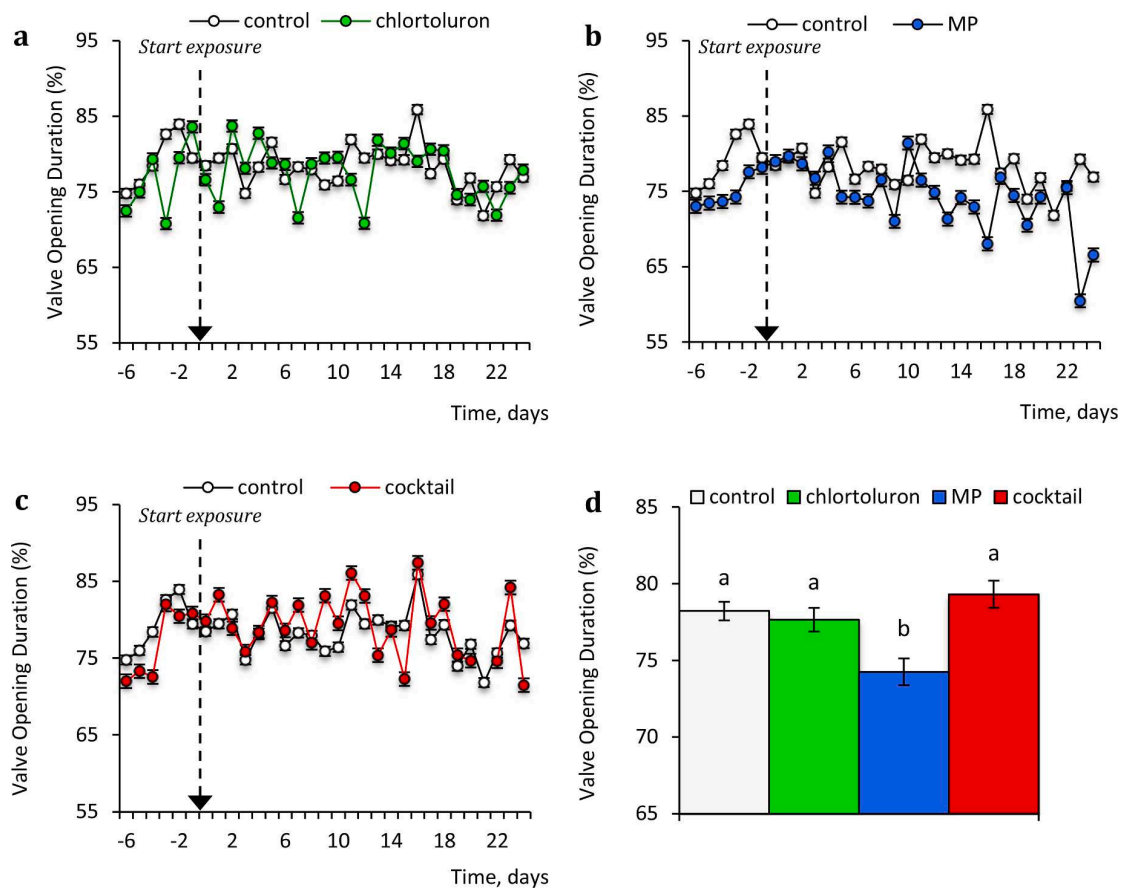 a
control chlortoluron
Start exposure
Valve Opening Duration (%)
95
85
75
65
55
-6 -2 2 6 10 14 18 22
Time, days
b
control MP
Start exposure
Valve Opening Duration (%)
95
85
75
65
55
-6 -2 2 6 10 14 18 22
Time, days
c
control cocktail
Start exposure
Valve Opening Duration (%)
95
85
75
65
55
-6 -2 2 6 10 14 18 22
Time, days
d
control chlortoluron MP cocktail
Valve Opening Duration (%)
85
80
75
70
65
a a b a